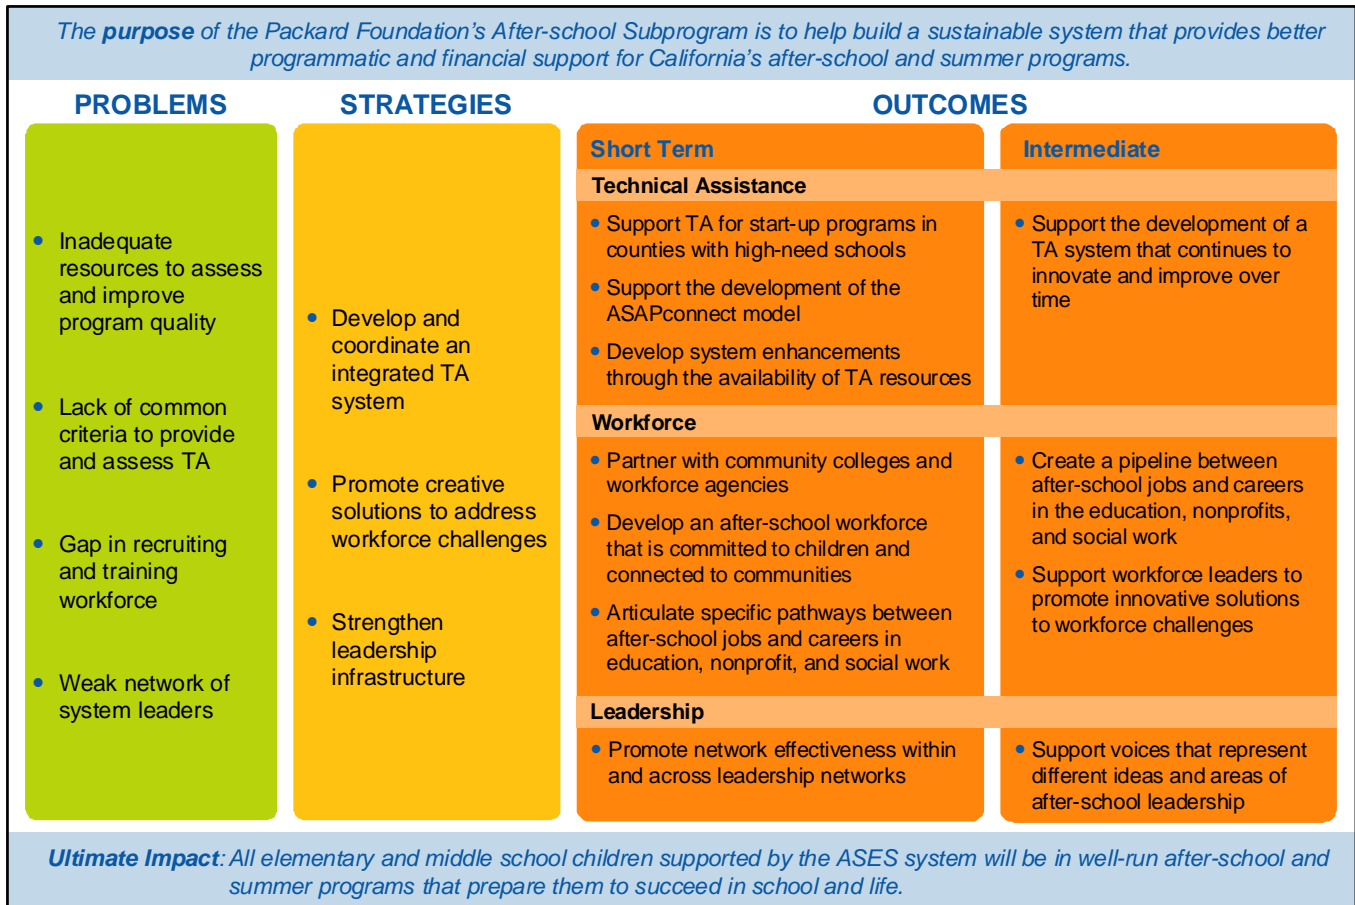 The purpose of the Packard Foundation's After-school Subprogram is to help build a sustainable system that provides better
programmatic and financial support for California's after-school and summer programs.
PROBLEMS
STRATEGIES
OUTCOMES
• Inadequate
resources to assess
and improve
program quality
• Lack of common
criteria to provide
and assess TA
• Gap in recruiting
and training
workforce
• Weak network of
system leaders
• Develop and
coordinate an
integrated TA
system
• Promote creative
solutions to address
workforce challenges
• Strengthen
leadership
infrastructure
Short Term
Intermediate
Technical Assistance
• Support TA for start-up programs in
counties with high-need schools
• Support the development of the
ASAPconnect model
• Develop system enhancements
through the availability of TA resources
• Support the development of a
TA system that continues to
innovate and improve over
time
Workforce
• Partner with community colleges and
workforce agencies
• Develop an after-school workforce
that is committed to children and
connected to communities
• Articulate specific pathways between
after-school jobs and careers in
education, nonprofit, and social work
• Create a pipeline between
after-school jobs and careers
in the education, nonprofits,
and social work
• Support workforce leaders to
promote innovative solutions
to workforce challenges
Leadership
• Promote network effectiveness within
and across leadership networks
• Support voices that represent
different ideas and areas of
after-school leadership
Ultimate Impact: All elementary and middle school children supported by the ASES system will be in well-run after-school and
summer programs that prepare them to succeed in school and life.